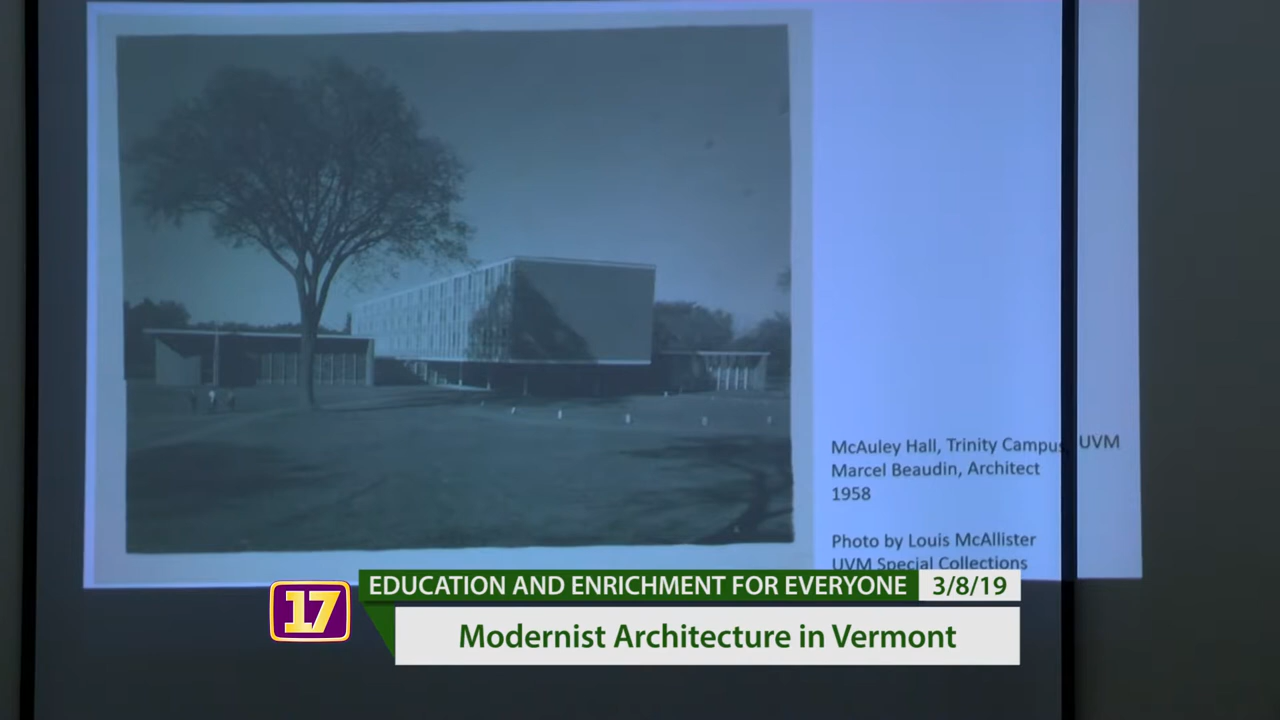 McAuley Hall, Trinity Campus, UVM
Marcel Beaudin, Architect
1958
Photo by Louis McAllister
UVM Special Collections
17
EDUCATION AND ENRICHMENT FOR EVERYONE
3/8/19
Modernist Architecture in Vermont